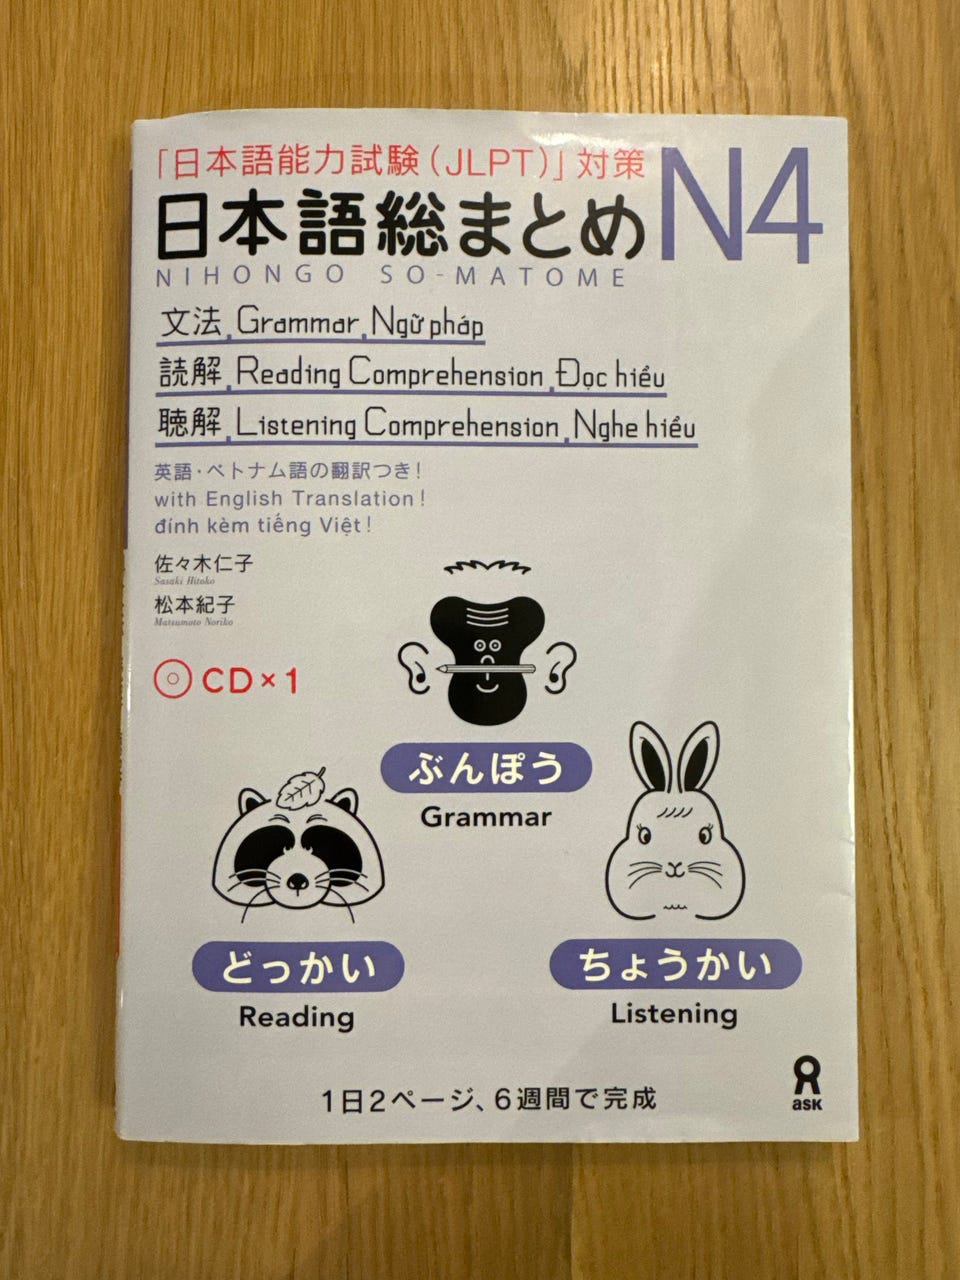 「日本語能力試験(JLPT)」対策
日本語総まとめ N4
NIHONGO SO-MATOME
文法 Grammar Ngữ pháp
読解 Reading Comprehension Đọc hiểu
聴解 Listening Comprehension Nghe hiểu
英語・ベトナム語の翻訳つき!
with English Translation!
đính kèm tiếng Việt!
佐々木仁子
Sasaki Hitoko
松本紀子
Matsumoto Noriko
CD×1
ぶんぽう
Grammar
どっかい
Reading
ちょうかい
Listening
1日2ページ、6週間で完成
ask